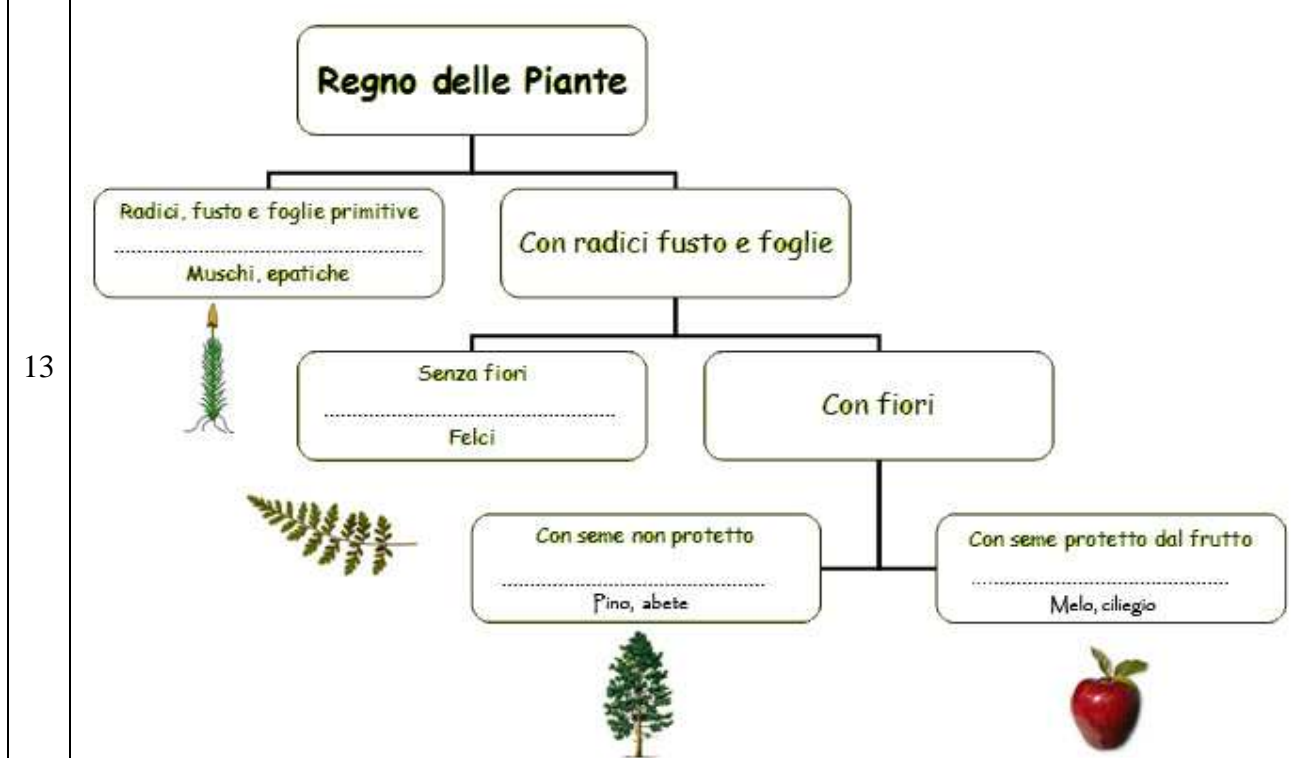 13
Regno delle Piante
Radici, fusto e foglie primitive
..............................................................
Muschi, epatiche
Con radici fusto e foglie
Senza fiori
..........................................................
Felci
Con fiori
Con seme non protetto
....................................................
Pino, abete
Con seme protetto dal frutto
....................................................
Melo, ciliegio